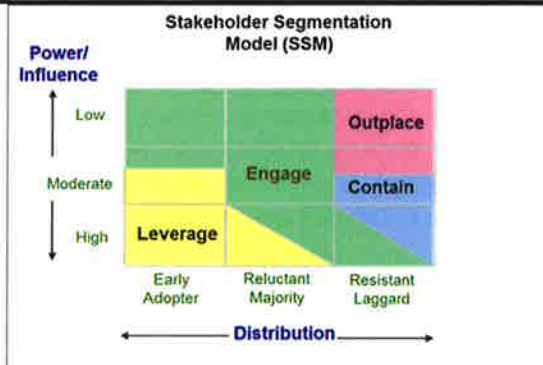 Stakeholder Segmentation
Model (SSM)
Power/
Influence
Low
Outplace
Engage
Moderate
Contain
High
Leverage
Early
Adopter
Reluctant
Majority
Resistant
Laggard
Distribution